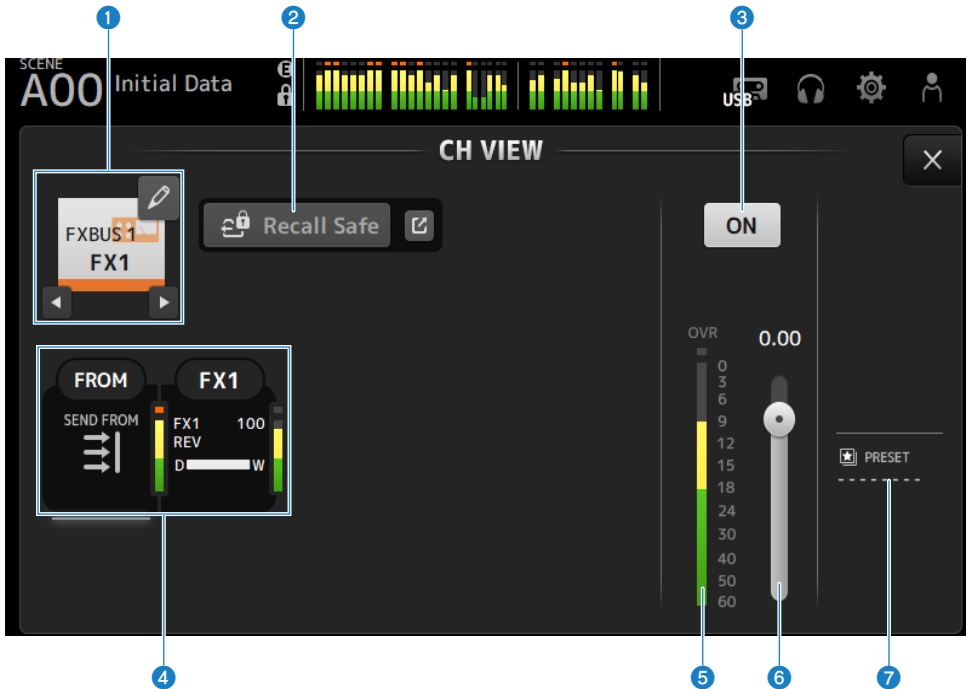 1
2
3
SCENE
A00
Initial Data
E
USB
CH VIEW
FXBUS 1
FX1
Recall Safe
ON
FROM
FX1
SEND FROM
FX1 100
REV
D W
OVR
0.00
0
3
6
9
12
15
18
24
30
40
50
60
PRESET
---------
4
5
6
7